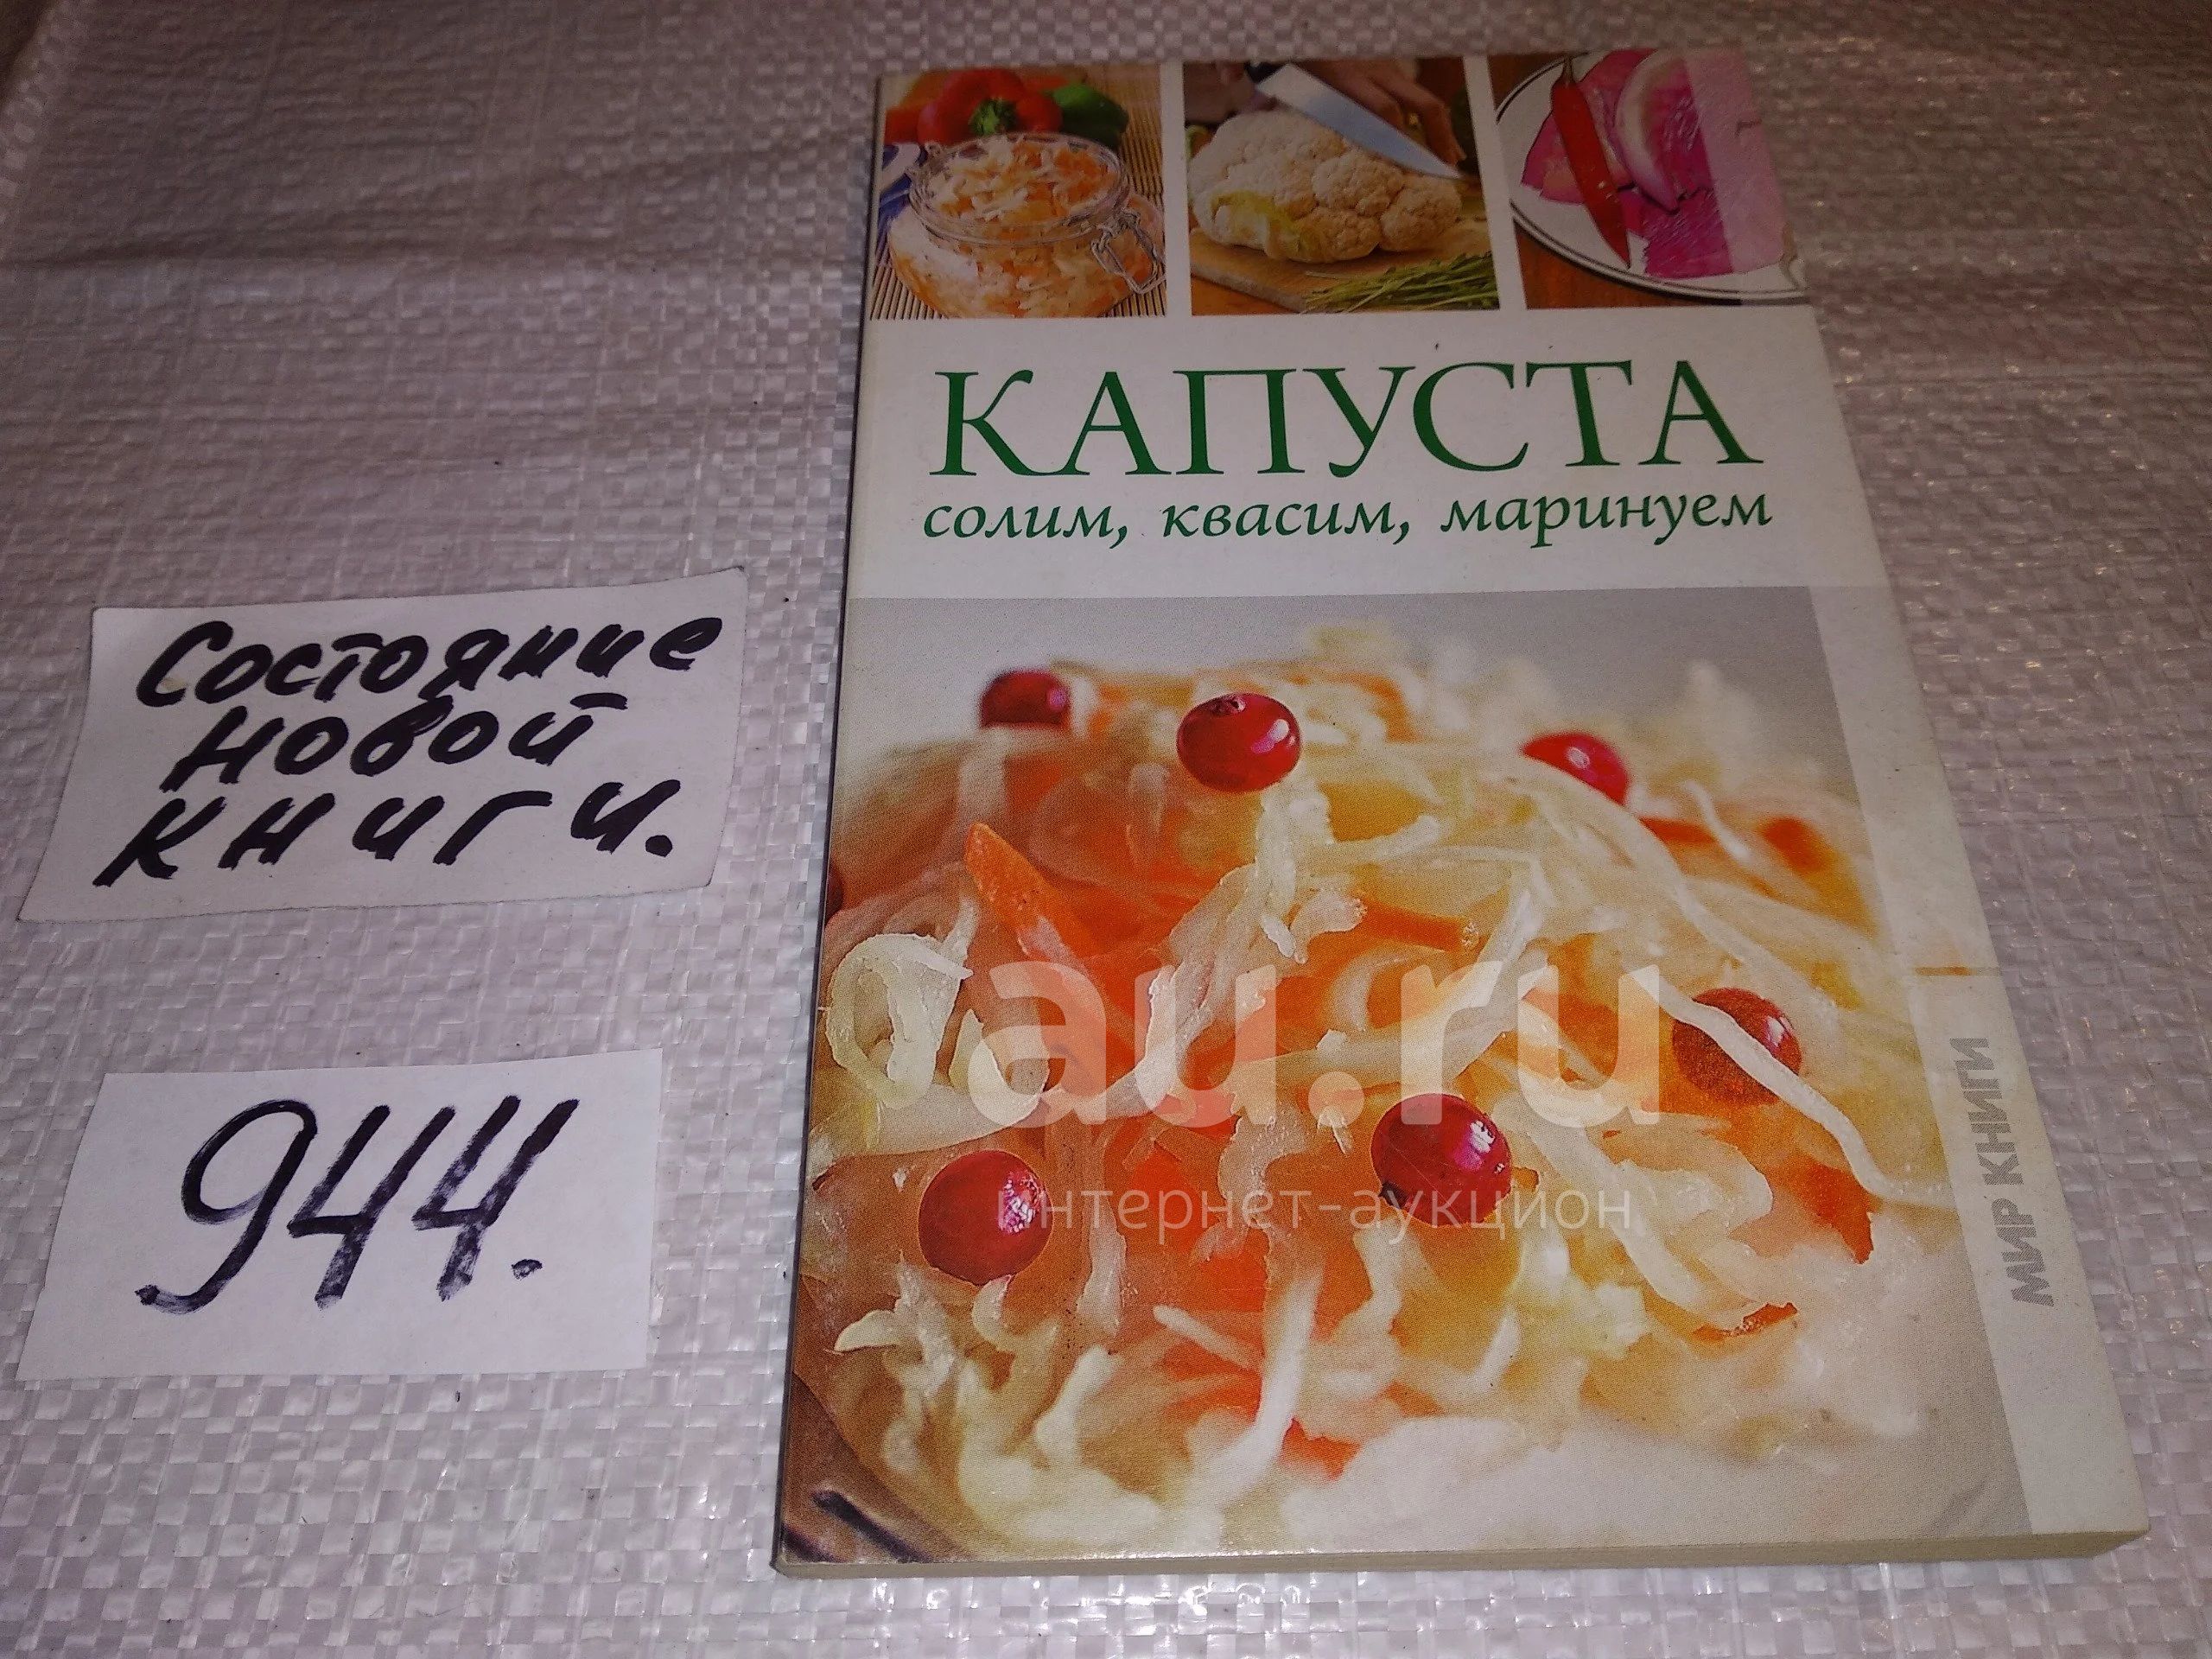 КАПУСТА
солим, квасим, маринуем
Состояние
новой
книги.
944.
au.ru
интернет-аукцион
МИР КНИГИ